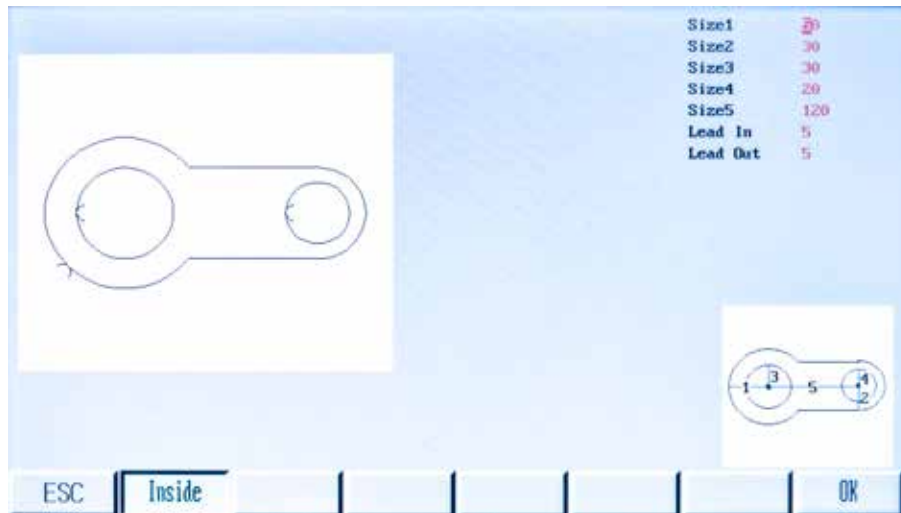 Size1
Size2 30
Size3 30
Size4 20
Size5 120
Lead In 5
Lead Out 5
3 4
1 5
2
ESC Inside OK